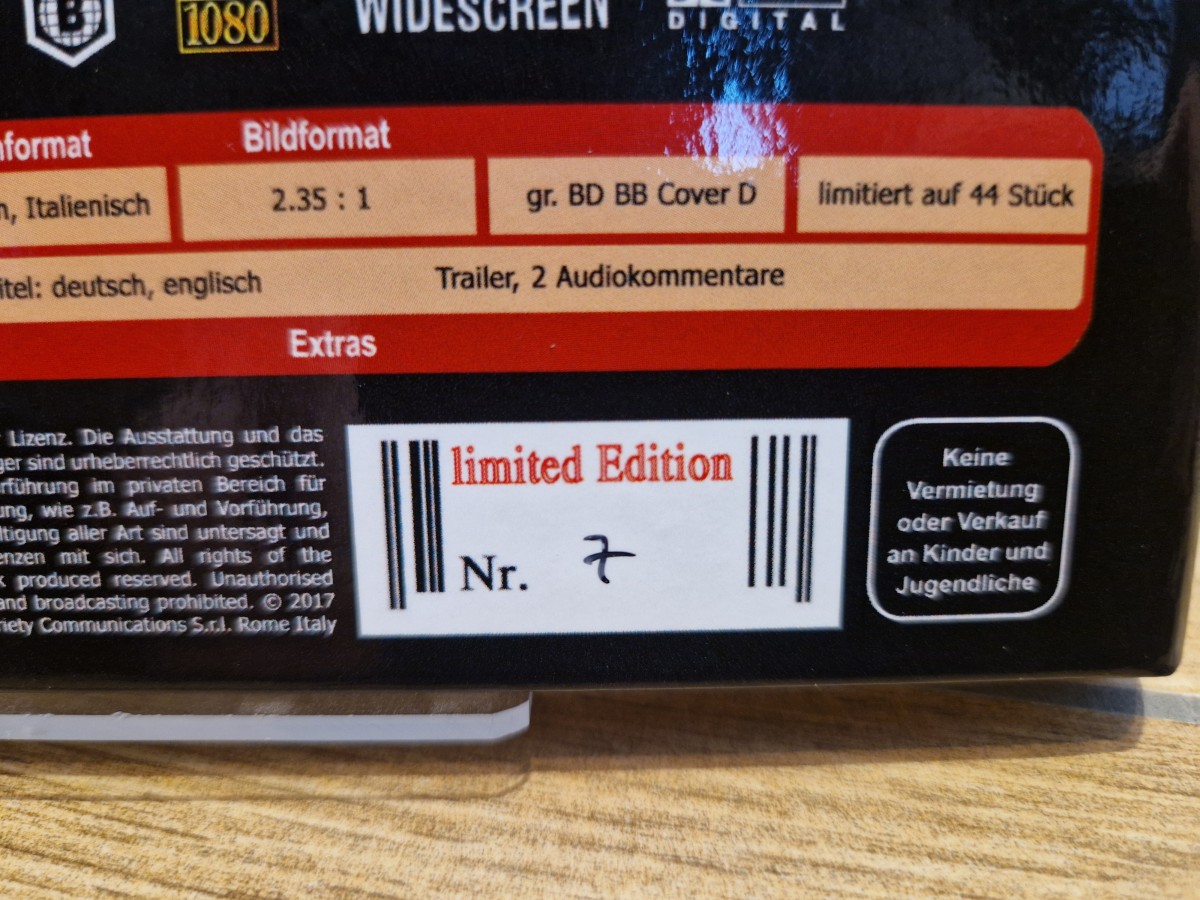 B
1080
WIDESCREEN
DIGITAL
Bildformat
Italienisch
2.35 : 1
gr. BD BB Cover D
limitiert auf 44 Stück
deutsch, englisch
Trailer, 2 Audiokommentare
Extras
Lizenz. Die Ausstattung und das
sind urheberrechtlich geschützt.
im privaten Bereich für
wie z.B. Auf- und Vorführung,
aller Art sind untersagt und
mit sich. All rights of the
produced reserved. Unauthorised
and broadcasting prohibited. © 2017
Communications S.r.l. Rome Italy
limited Edition
Nr. 7
Keine
Vermietung
oder Verkauf
an Kinder und
Jugendliche